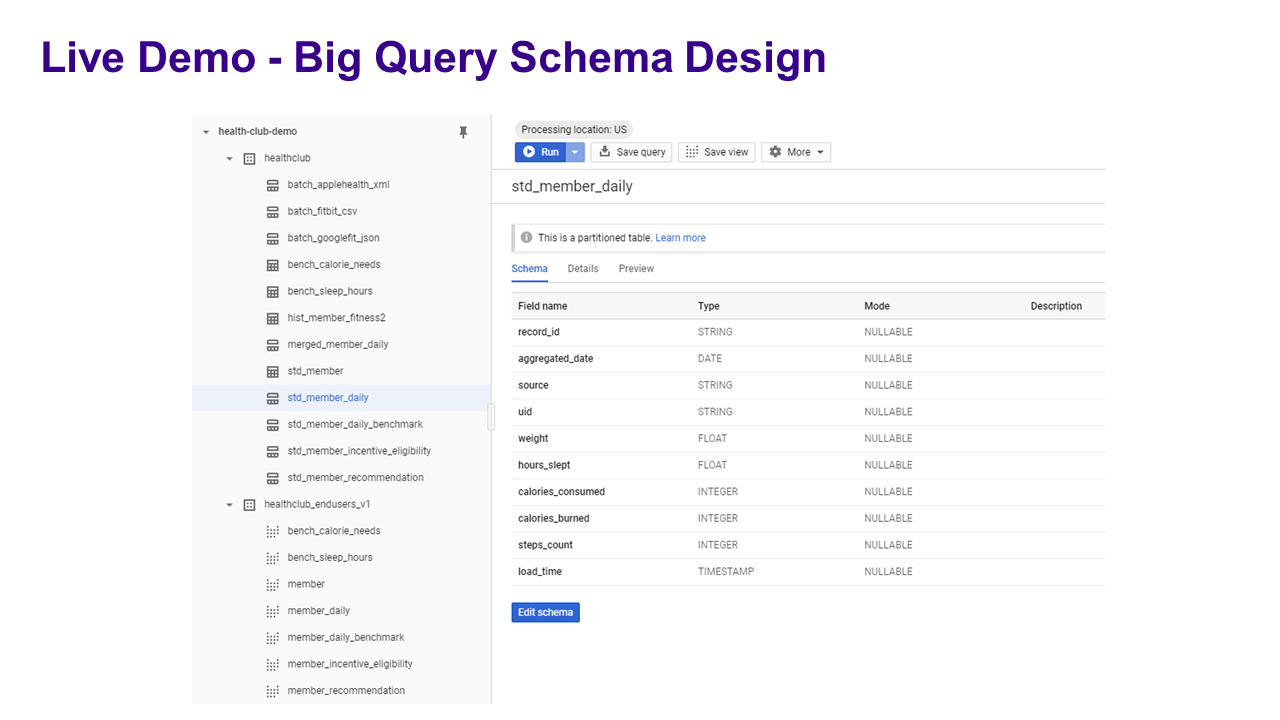 Live Demo - Big Query Schema Design
health-club-demo
healthclub
batch_applehealth_xml
batch_fitbit_csv
batch_googlefit_json
bench_calorie_needs
bench_sleep_hours
hist_member_fitness2
merged_member_daily
std_member
std_member_daily
std_member_daily_benchmark
std_member_incentive_eligibility
std_member_recommendation
healthclub_endusers_v1
bench_calorie_needs
bench_sleep_hours
member
member_daily
member_daily_benchmark
member_incentive_eligibility
member_recommendation
Processing location: US
Run Save query Save view More
std_member_daily
This is a partitioned table. Learn more
Schema Details Preview
Field name Type Mode Description
record_id STRING NULLABLE
aggregated_date DATE NULLABLE
source STRING NULLABLE
uid STRING NULLABLE
weight FLOAT NULLABLE
hours_slept FLOAT NULLABLE
calories_consumed INTEGER NULLABLE
calories_burned INTEGER NULLABLE
steps_count INTEGER NULLABLE
load_time TIMESTAMP NULLABLE
Edit schema